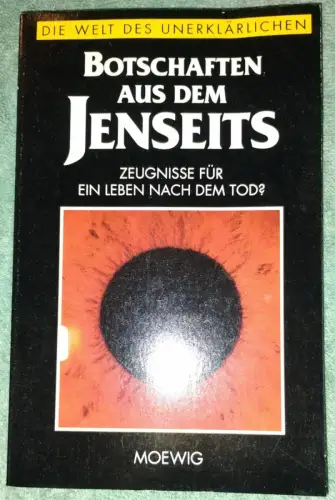 DIE WELT DES UNERKLÄRLICHEN
BOTSCHAFTEN
AUS DEM
JENSEITS
ZEUGNISSE FÜR
EIN LEBEN NACH DEM TOD?
MOEWIG